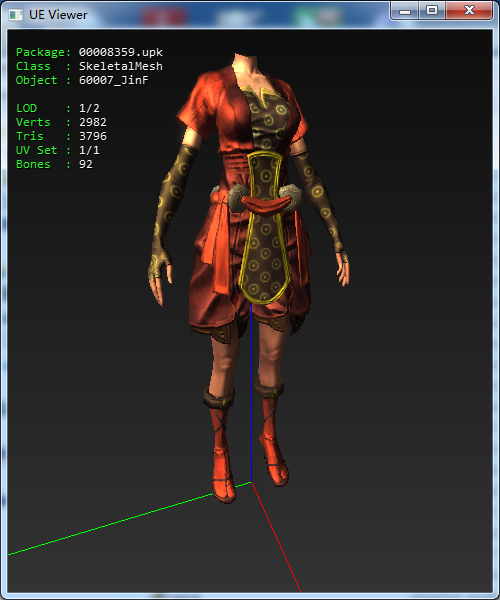 UE Viewer
Package: 00008359.upk
Class : SkeletalMesh
Object : 60007_JinF
LOD : 1/2
Verts : 2982
Tris : 3796
UV Set : 1/1
Bones : 92